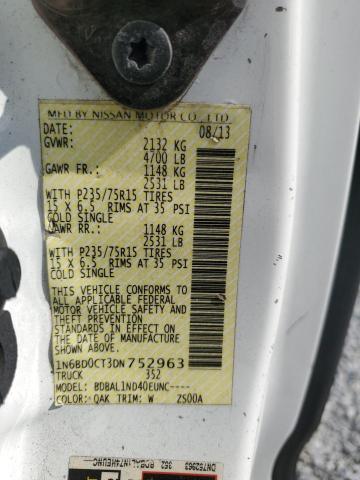 MFD BY NISSAN MOTOR CO., LTD.
DATE: 08/13
GVWR: 2132 KG
4700 LB
GAWR FR.: 1148 KG
2531 LB
WITH P235/75R15 TIRES
15 X 6.5 RIMS AT 35 PSI
COLD SINGLE
GAWR RR.: 1148 KG
2531 LB
WITH P235/75R15 TIRES
15 X 6.5 RIMS AT 35 PSI
COLD SINGLE
THIS VEHICLE CONFORMS TO
ALL APPLICABLE FEDERAL
MOTOR VEHICLE SAFETY
STANDARDS IN EFFECT ON
THE DATE OF MANUFACTURE
SHOWN ABOVE.
1N6BD0CT3DN752963
TRUCK 352
MODEL: BDBAL1ND40EUNC----
COLOR: QAK TRIM: W ZS00A
DN752963 352